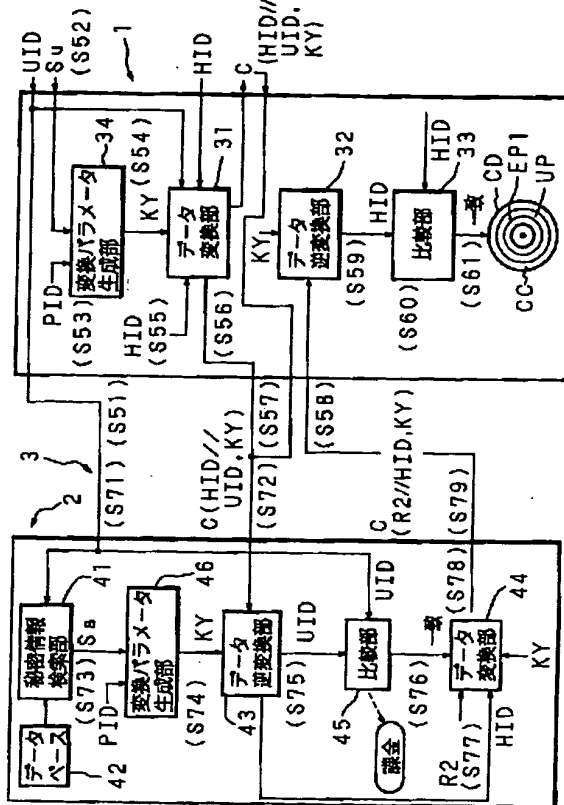 UID
Su
(S52)
1
34
変換パラメータ
生成部
PID
(S53)
(S54)
KY
31
データ
変換部
HID
HID
(S55)
(S56)
C
(HID//
UID,
KY)
KY
32
データ
逆変換部
(S58)
(S59)
HID
33
比較部
HID
(S60)
(S61)
一致
CD
EP1
UP
CC
3
2
(S71)
(S51)
C(HID//
UID,KY)
(S72)
(S57)
C
(R2//HID,KY)
(S78)
(S79)
41
秘密情報
検索部
データ
ベース
42
(S73)
Ss
46
変換パラメータ
生成部
PID
(S74)
KY
データ
逆変換部
43
(S75)
UID
UID
比較部
45
課金
(S76)
一致
44
データ
変換部
R2
(S77)
HID
KY